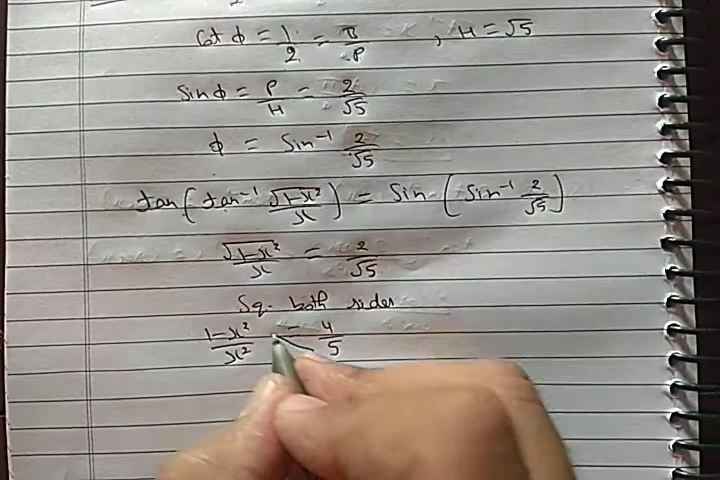 Cot φ = 1/2 = B/P , H = √5
Sin φ = P/H = 2/√5
φ = Sin⁻¹ 2/√5
tan (tan⁻¹ √1-x²/x) = Sin (Sin⁻¹ 2/√5)
√1-x²/x = 2/√5
Sq. both sides
1-x²/x² = 4/5